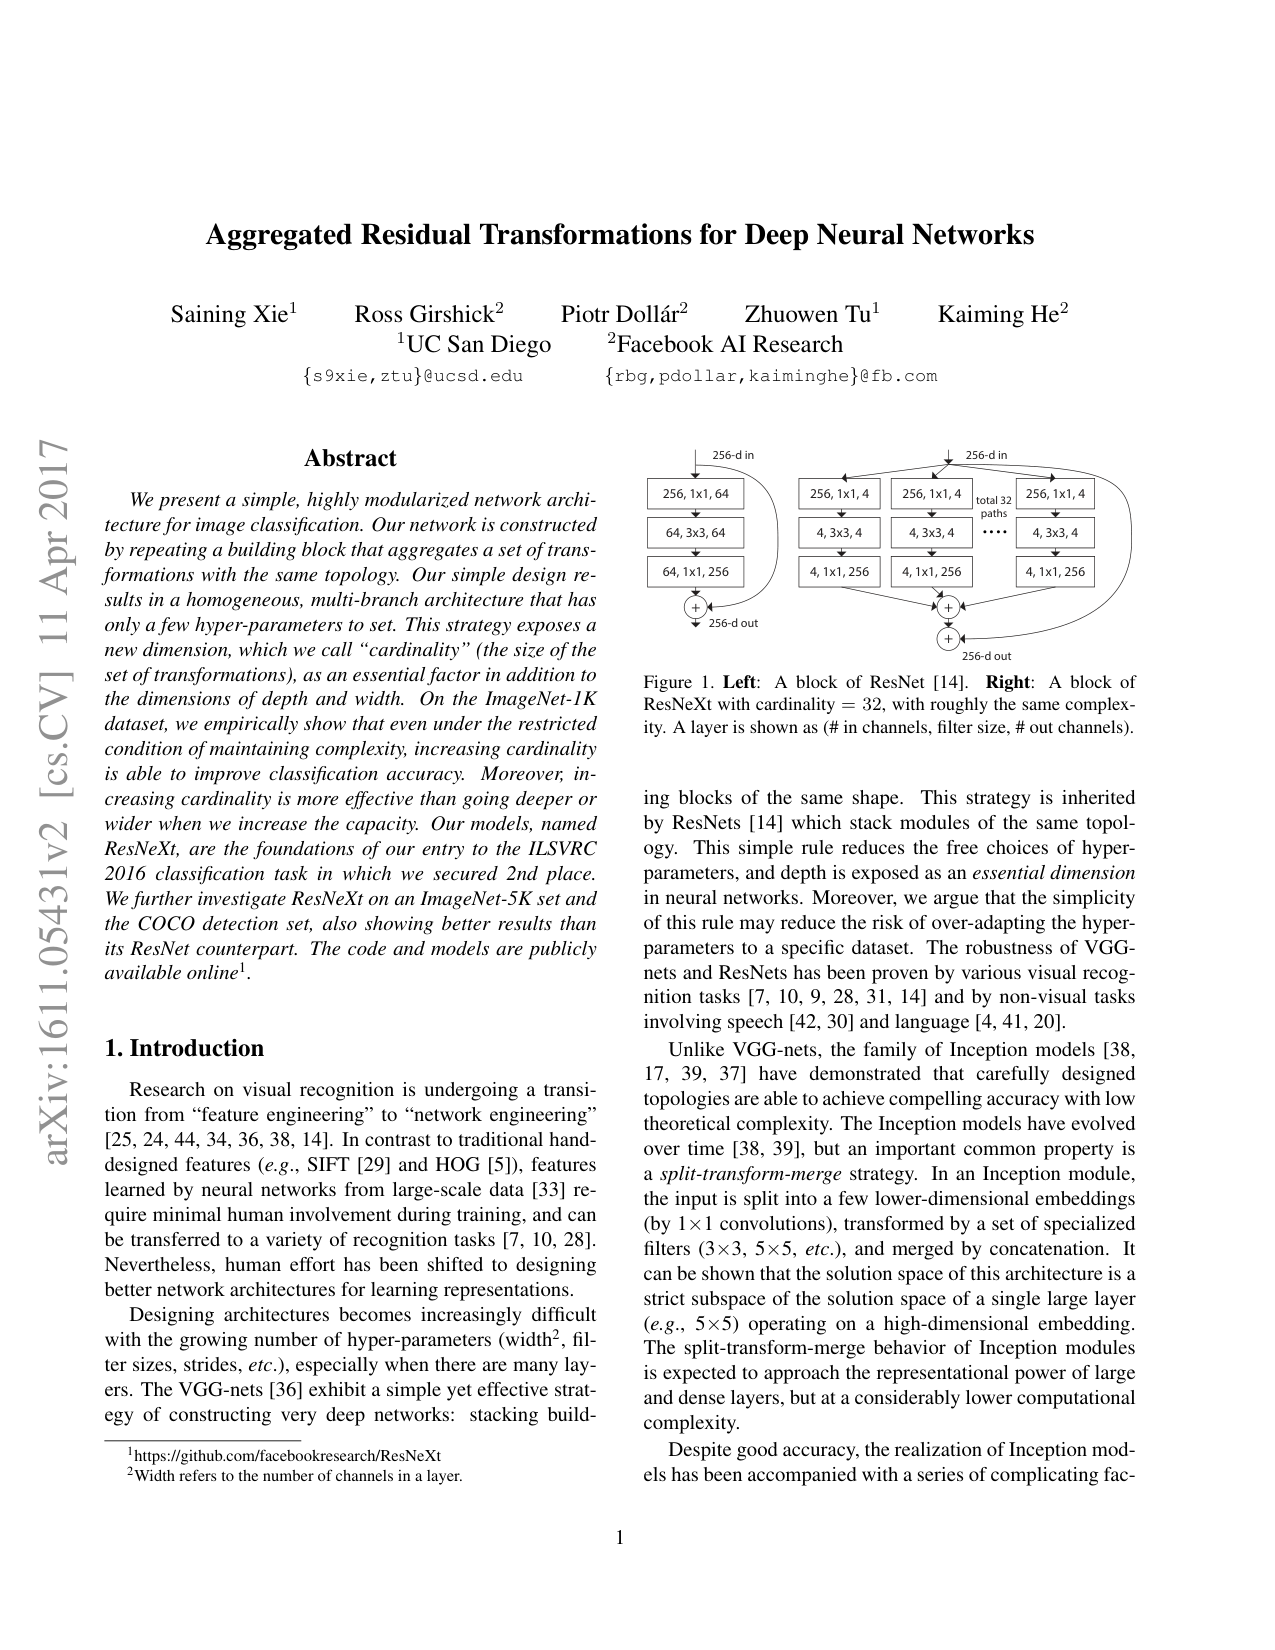 arXiv:1611.05431v2 [cs.CV] 11 Apr 2017
Aggregated Residual Transformations for Deep Neural Networks
Saining Xie1 Ross Girshick2 Piotr Dollár2 Zhuowen Tu1 Kaiming He2
1UC San Diego 2Facebook AI Research
{s9xie,ztu}@ucsd.edu {rbg,pdollar,kaiminghe}@fb.com
Abstract
We present a simple, highly modularized network archi-
tecture for image classification. Our network is constructed
by repeating a building block that aggregates a set of trans-
formations with the same topology. Our simple design re-
sults in a homogeneous, multi-branch architecture that has
only a few hyper-parameters to set. This strategy exposes a
new dimension, which we call “cardinality” (the size of the
set of transformations), as an essential factor in addition to
the dimensions of depth and width. On the ImageNet-1K
dataset, we empirically show that even under the restricted
condition of maintaining complexity, increasing cardinality
is able to improve classification accuracy. Moreover, in-
creasing cardinality is more effective than going deeper or
wider when we increase the capacity. Our models, named
ResNeXt, are the foundations of our entry to the ILSVRC
2016 classification task in which we secured 2nd place.
We further investigate ResNeXt on an ImageNet-5K set and
the COCO detection set, also showing better results than
its ResNet counterpart. The code and models are publicly
available online1.
1. Introduction
Research on visual recognition is undergoing a transi-
tion from “feature engineering” to “network engineering”
[25, 24, 44, 34, 36, 38, 14]. In contrast to traditional hand-
designed features (e.g., SIFT [29] and HOG [5]), features
learned by neural networks from large-scale data [33] re-
quire minimal human involvement during training, and can
be transferred to a variety of recognition tasks [7, 10, 28].
Nevertheless, human effort has been shifted to designing
better network architectures for learning representations.
Designing architectures becomes increasingly difficult
with the growing number of hyper-parameters (width2, fil-
ter sizes, strides, etc.), especially when there are many lay-
ers. The VGG-nets [36] exhibit a simple yet effective strat-
egy of constructing very deep networks: stacking build-
1https://github.com/facebookresearch/ResNeXt
2Width refers to the number of channels in a layer.
256-d in
256, 1x1, 64
64, 3x3, 64
64, 1x1, 256
+
256-d out
256-d in
256, 1x1, 4 256, 1x1, 4 total 32 paths 256, 1x1, 4
4, 3x3, 4 4, 3x3, 4 .... 4, 3x3, 4
4, 1x1, 256 4, 1x1, 256 4, 1x1, 256
+
+
256-d out
Figure 1. Left: A block of ResNet [14]. Right: A block of
ResNeXt with cardinality = 32, with roughly the same complex-
ity. A layer is shown as (# in channels, filter size, # out channels).
ing blocks of the same shape. This strategy is inherited
by ResNets [14] which stack modules of the same topol-
ogy. This simple rule reduces the free choices of hyper-
parameters, and depth is exposed as an essential dimension
in neural networks. Moreover, we argue that the simplicity
of this rule may reduce the risk of over-adapting the hyper-
parameters to a specific dataset. The robustness of VGG-
nets and ResNets has been proven by various visual recog-
nition tasks [7, 10, 9, 28, 31, 14] and by non-visual tasks
involving speech [42, 30] and language [4, 41, 20].
Unlike VGG-nets, the family of Inception models [38,
17, 39, 37] have demonstrated that carefully designed
topologies are able to achieve compelling accuracy with low
theoretical complexity. The Inception models have evolved
over time [38, 39], but an important common property is
a split-transform-merge strategy. In an Inception module,
the input is split into a few lower-dimensional embeddings
(by 1×1 convolutions), transformed by a set of specialized
filters (3×3, 5×5, etc.), and merged by concatenation. It
can be shown that the solution space of this architecture is a
strict subspace of the solution space of a single large layer
(e.g., 5×5) operating on a high-dimensional embedding.
The split-transform-merge behavior of Inception modules
is expected to approach the representational power of large
and dense layers, but at a considerably lower computational
complexity.
Despite good accuracy, the realization of Inception mod-
els has been accompanied with a series of complicating fac-
1